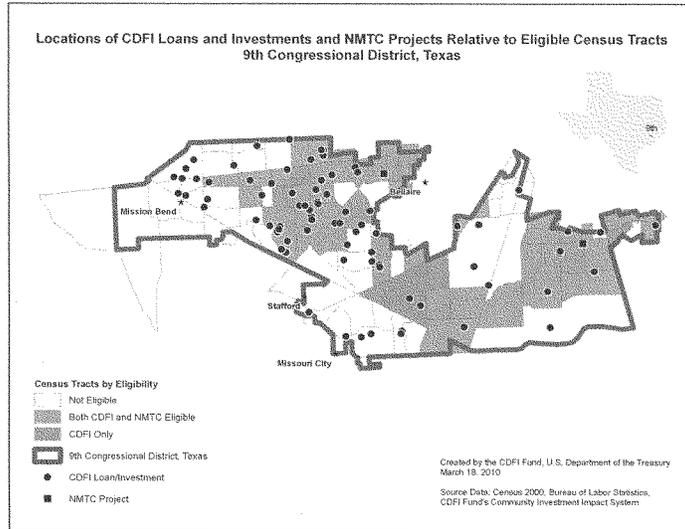 Locations of CDFI Loans and Investments and NMTC Projects Relative to Eligible Census Tracts
9th Congressional District, Texas
9th
Bellaire
Mission Bend
Stafford
Missouri City
Census Tracts by Eligibility
Not Eligible
Both CDFI and NMTC Eligible
CDFI Only
9th Congressional District, Texas
CDFI Loan/Investment
NMTC Project
Created by the CDFI Fund, U.S. Department of the Treasury
March 18, 2010
Source Data: Census 2000, Bureau of Labor Statistics,
CDFI Fund's Community Investment Impact System